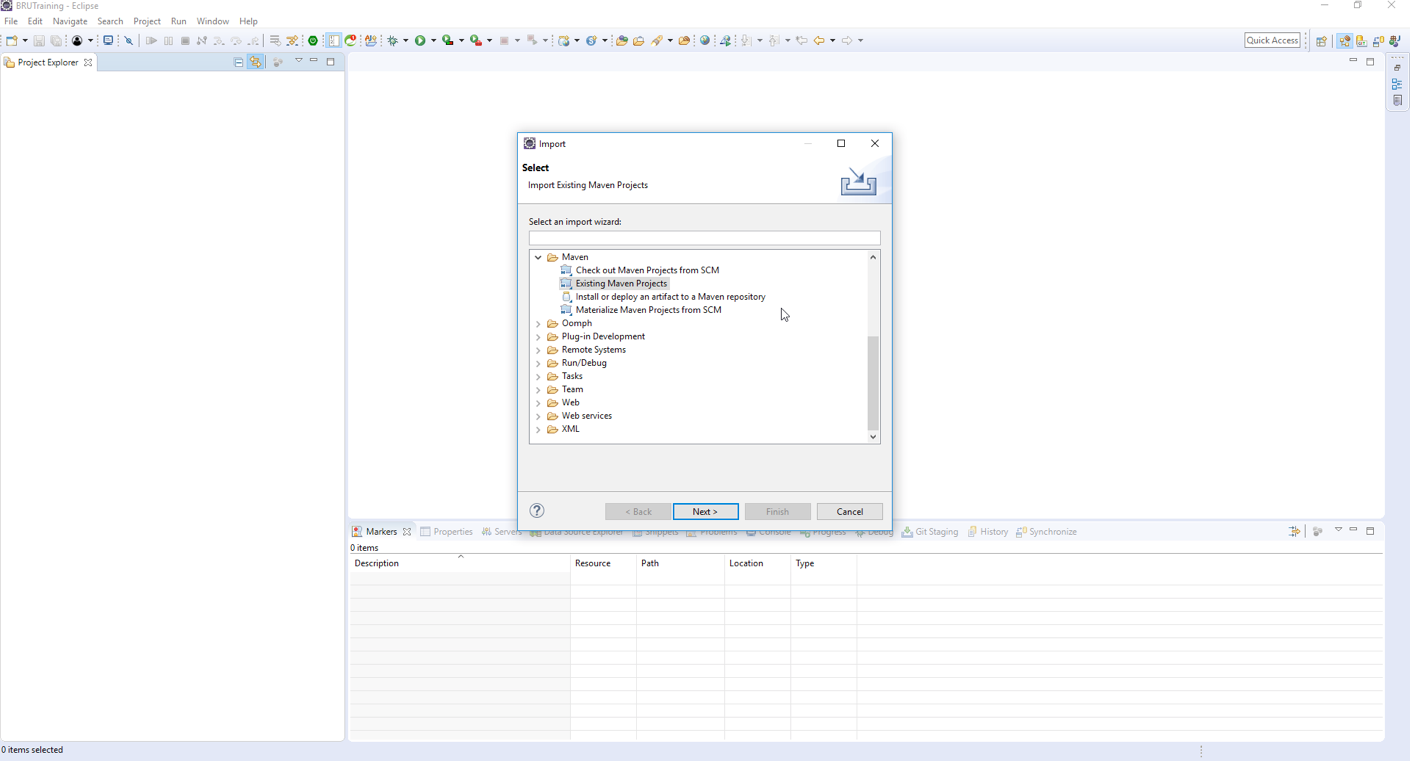 BRUTraining - Eclipse
File Edit Navigate Search Project Run Window Help
Quick Access
Project Explorer
Import
Select
Import Existing Maven Projects
Select an import wizard:
Maven
Check out Maven Projects from SCM
Existing Maven Projects
Install or deploy an artifact to a Maven repository
Materialize Maven Projects from SCM
Oomph
Plug-in Development
Remote Systems
Run/Debug
Tasks
Team
Web
Web services
XML
< Back Next > Finish Cancel
Markers Properties Servers Data Source Explorer Snippets Problems Console Progress Debug Git Staging History Synchronize
0 items
Description Resource Path Location Type
0 items selected